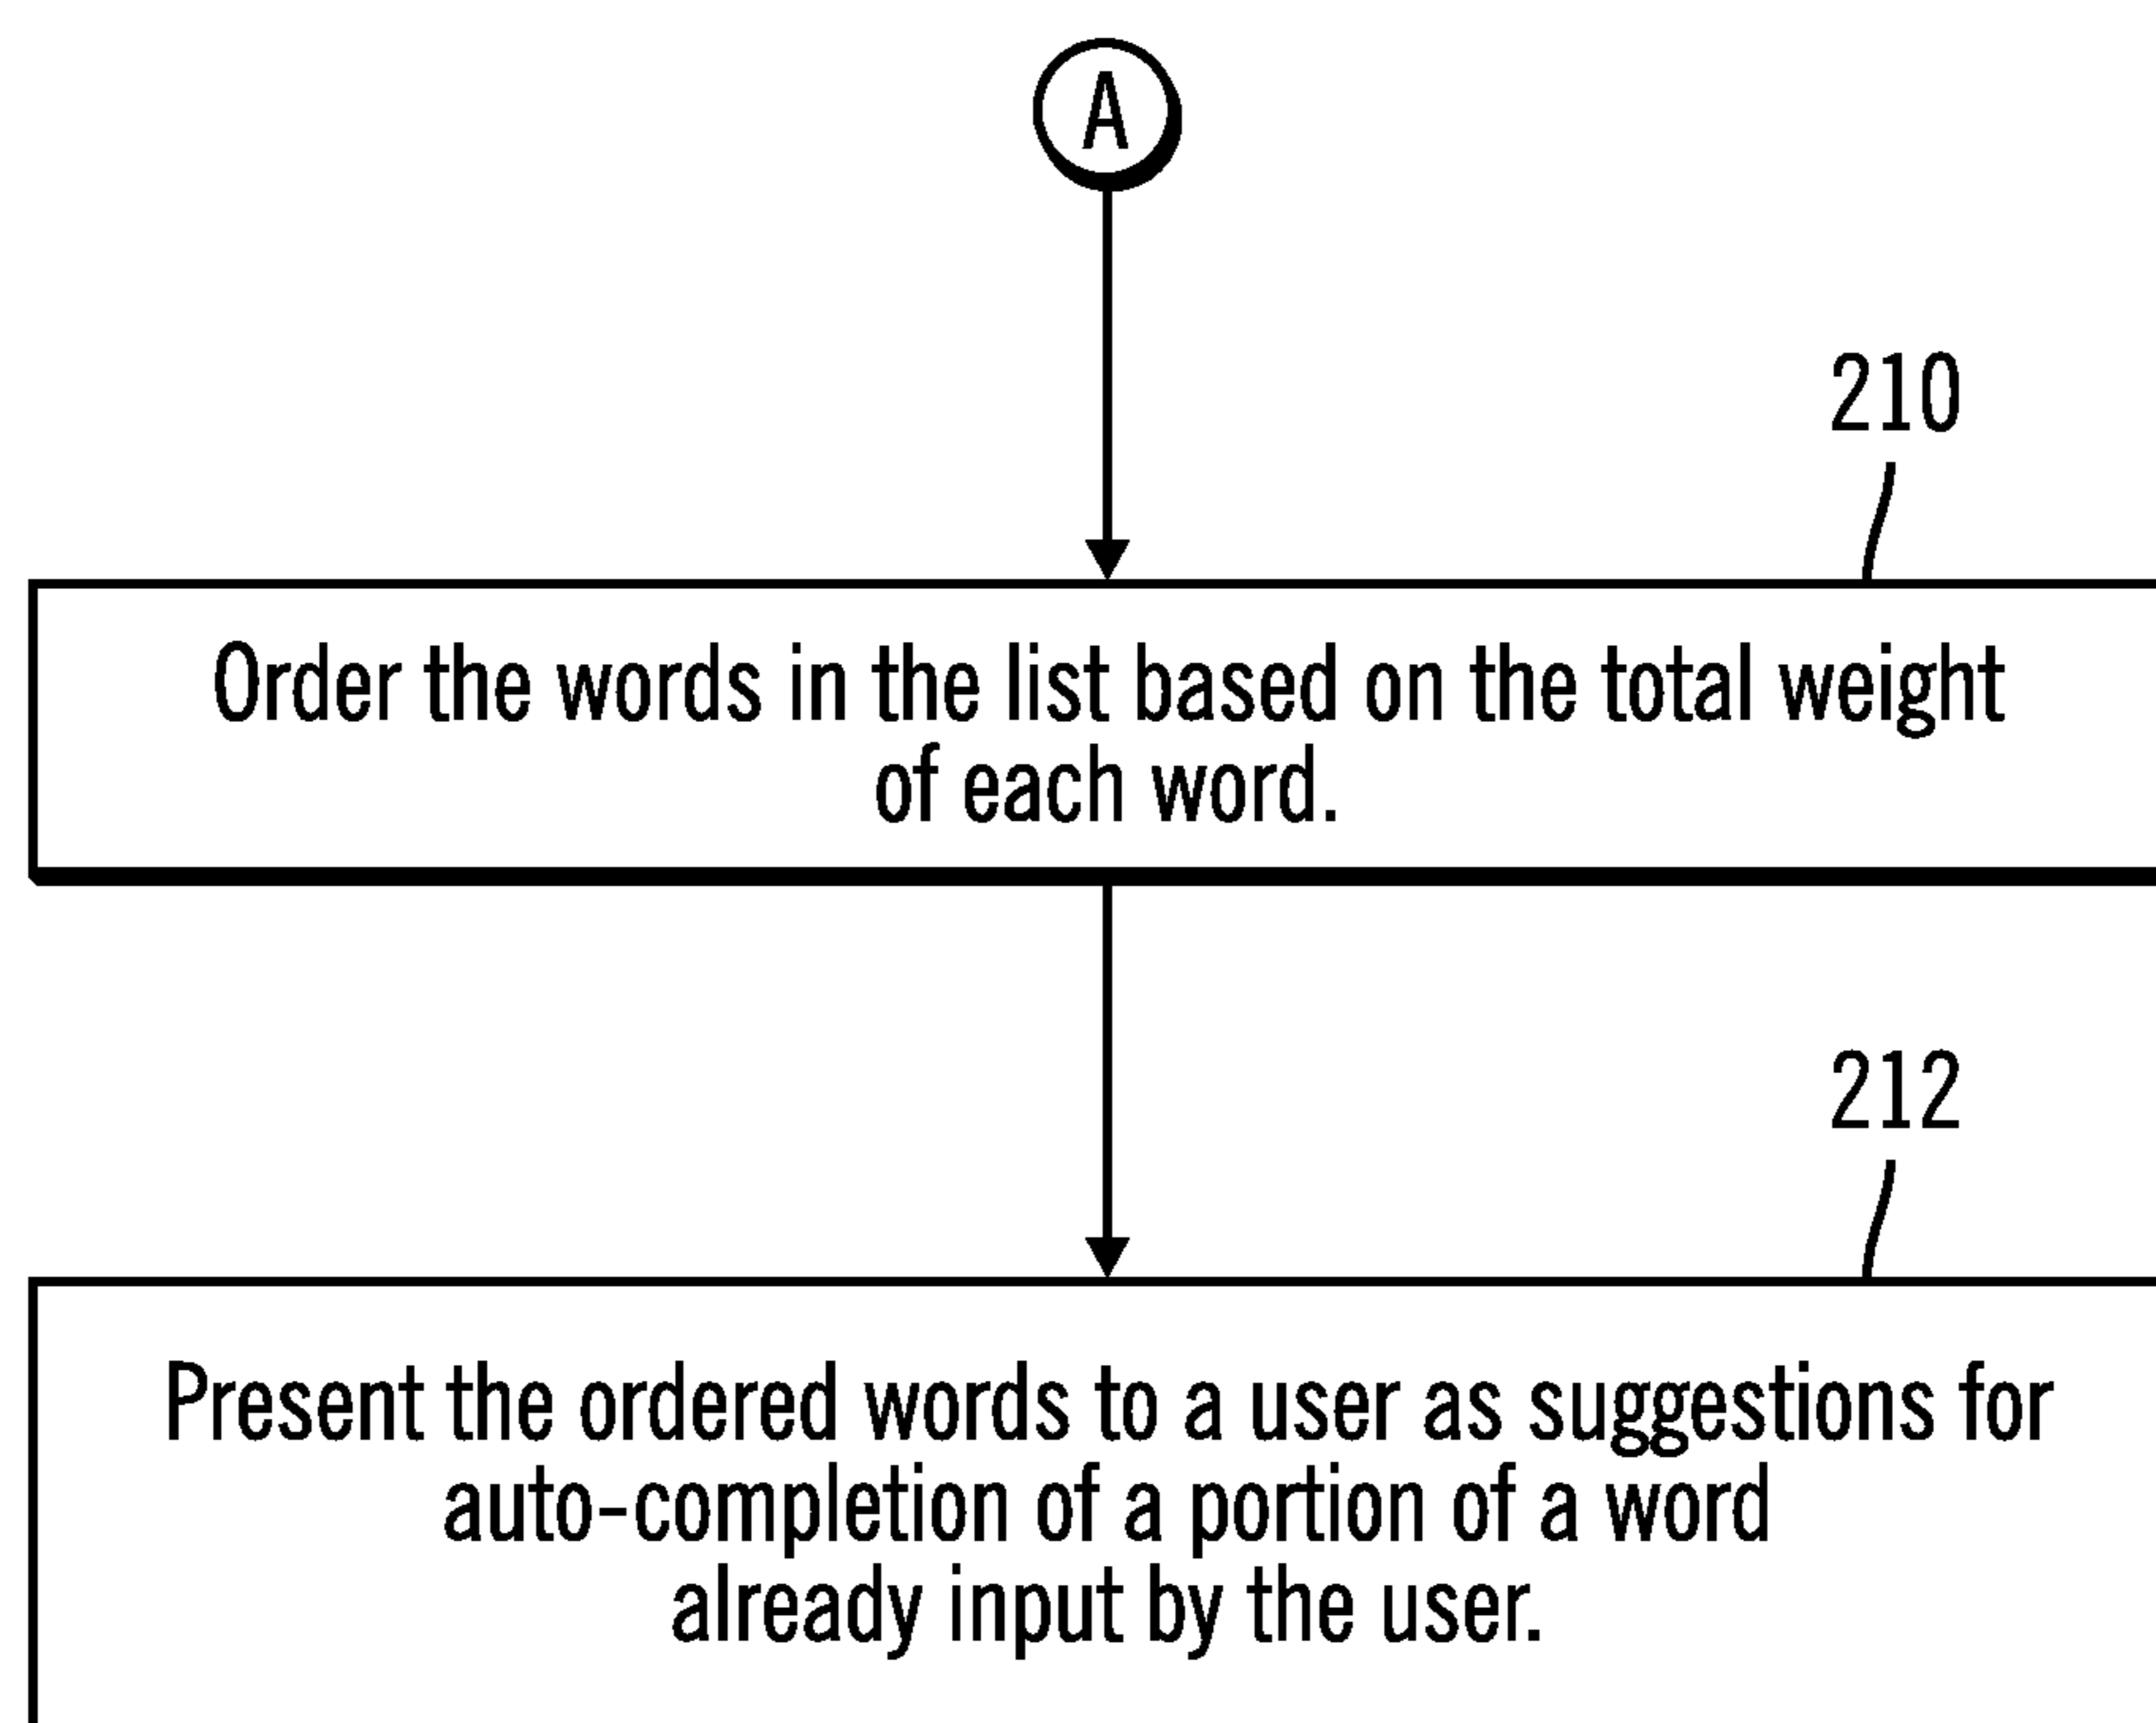 A
210
Order the words in the list based on the total weight
of each word.
212
Present the ordered words to a user as suggestions for
auto-completion of a portion of a word
already input by the user.